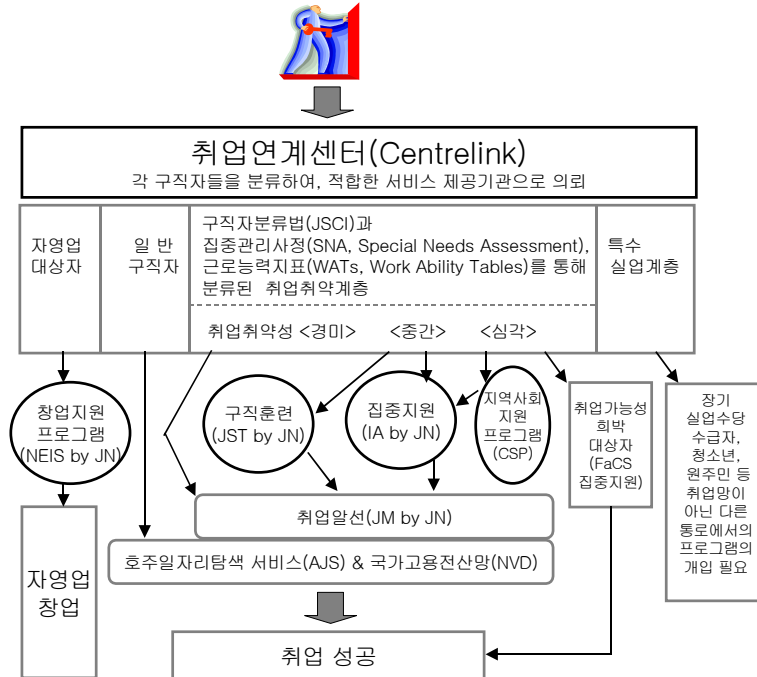 취업연계센터(Centrelink)
각 구직자들을 분류하여, 적합한 서비스 제공기관으로 의뢰
자영업
대상자
일 반
구직자
구직자분류법(JSCI)과
집중관리사정(SNA, Special Needs Assessment),
근로능력지표(WATs, Work Ability Tables)를 통해
분류된 취업취약계층
취업취약성 <경미> <중간> <심각>
특수
실업계층
창업지원
프로그램
(NEIS by JN)
구직훈련
(JST by JN)
집중지원
(IA by JN)
지역사회
지원
프로그램
(CSP)
취업가능성
희박
대상자
(FaCS
집중지원)
장기
실업수당
수급자,
청소년,
원주민 등
취업망이
아닌 다른
통로에서의
프로그램의
개입 필요
취업알선(JM by JN)
호주일자리탐색 서비스(AJS) & 국가고용전산망(NVD)
자영업
창업
취업 성공